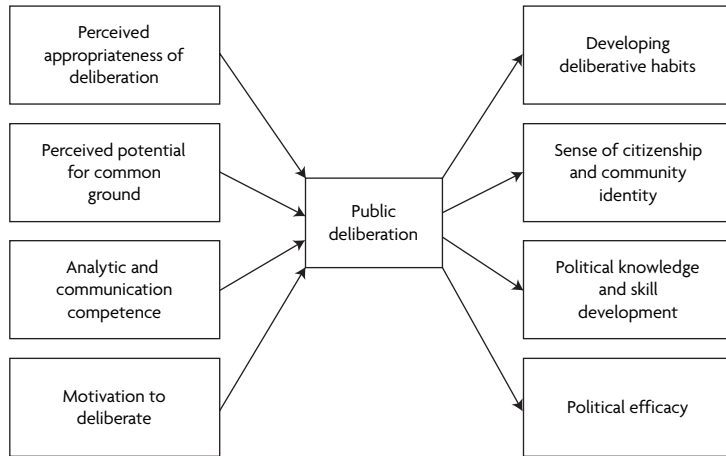 Perceived
appropriateness of
deliberation
Perceived potential
for common
ground
Analytic and
communication
competence
Motivation to
deliberate
Public
deliberation
Developing
deliberative habits
Sense of citizenship
and community
identity
Political knowledge
and skill
development
Political efficacy